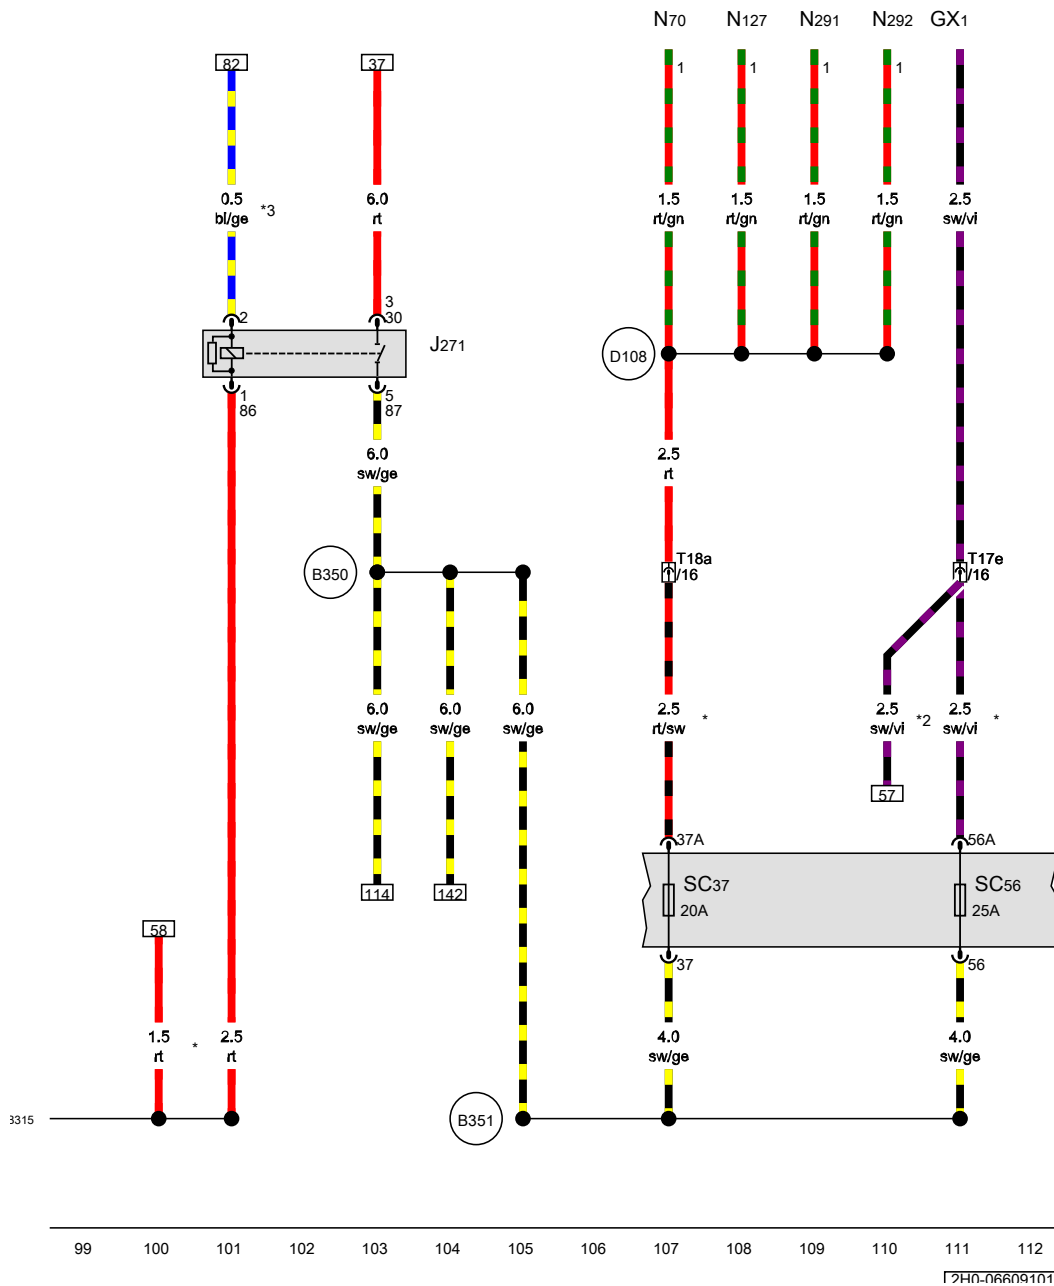 N70 N127 N291 N292 GX1
82 37
1 1 1 1
0.5 6.0 1.5 1.5 1.5 1.5 2.5
bl/ge *3 rt rt/gn rt/gn rt/gn rt/gn sw/vi
3
2 30
J271
D108
1 5
86 87
6.0 2.5
sw/ge rt
B350
T18a T17e
/16 /16
6.0 6.0 6.0 2.5 2.5 2.5
sw/ge sw/ge sw/ge rt/sw * sw/vi *2 sw/vi *
57
37A 56A
114 142
SC37 SC56
20A 25A
58
37 56
1.5 2.5 4.0 4.0
rt * rt sw/ge sw/ge
B351
99 100 101 102 103 104 105 106 107 108 109 110 111 112
2H0-06609101